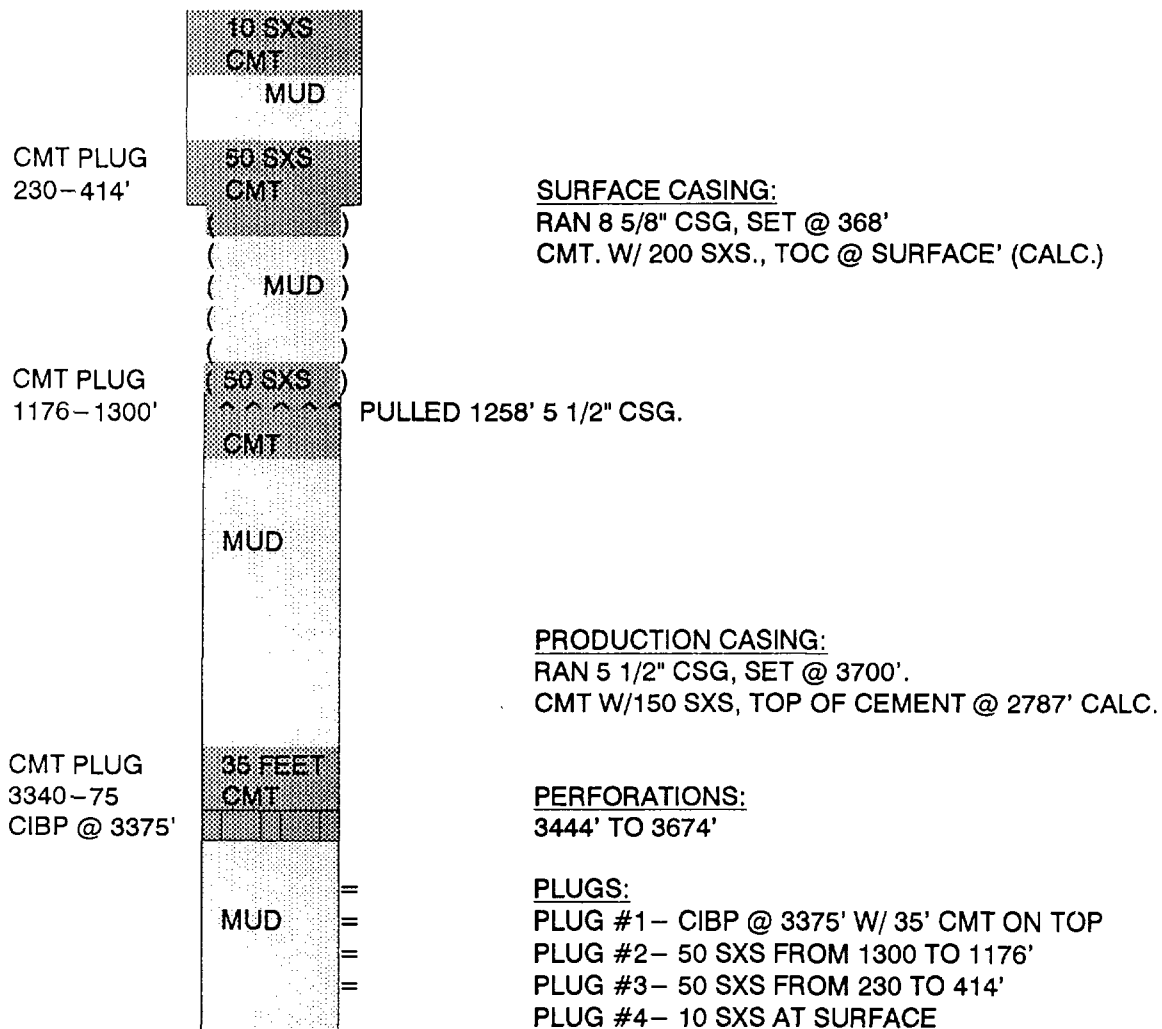 10 SXS
CMT
MUD
CMT PLUG
230–414'
50 SXS
CMT
SURFACE CASING:
RAN 8 5/8" CSG, SET @ 368'
CMT. W/ 200 SXS., TOC @ SURFACE' (CALC.)
MUD
CMT PLUG
1176–1300'
50 SXS
^ ^ ^ ^ ^ PULLED 1258' 5 1/2" CSG.
CMT
MUD
PRODUCTION CASING:
RAN 5 1/2" CSG, SET @ 3700'.
CMT W/150 SXS, TOP OF CEMENT @ 2787' CALC.
CMT PLUG
3340–75
CIBP @ 3375'
35 FEET
CMT
PERFORATIONS:
3444' TO 3674'
MUD
PLUGS:
PLUG #1– CIBP @ 3375' W/ 35' CMT ON TOP
PLUG #2– 50 SXS FROM 1300 TO 1176'
PLUG #3– 50 SXS FROM 230 TO 414'
PLUG #4– 10 SXS AT SURFACE